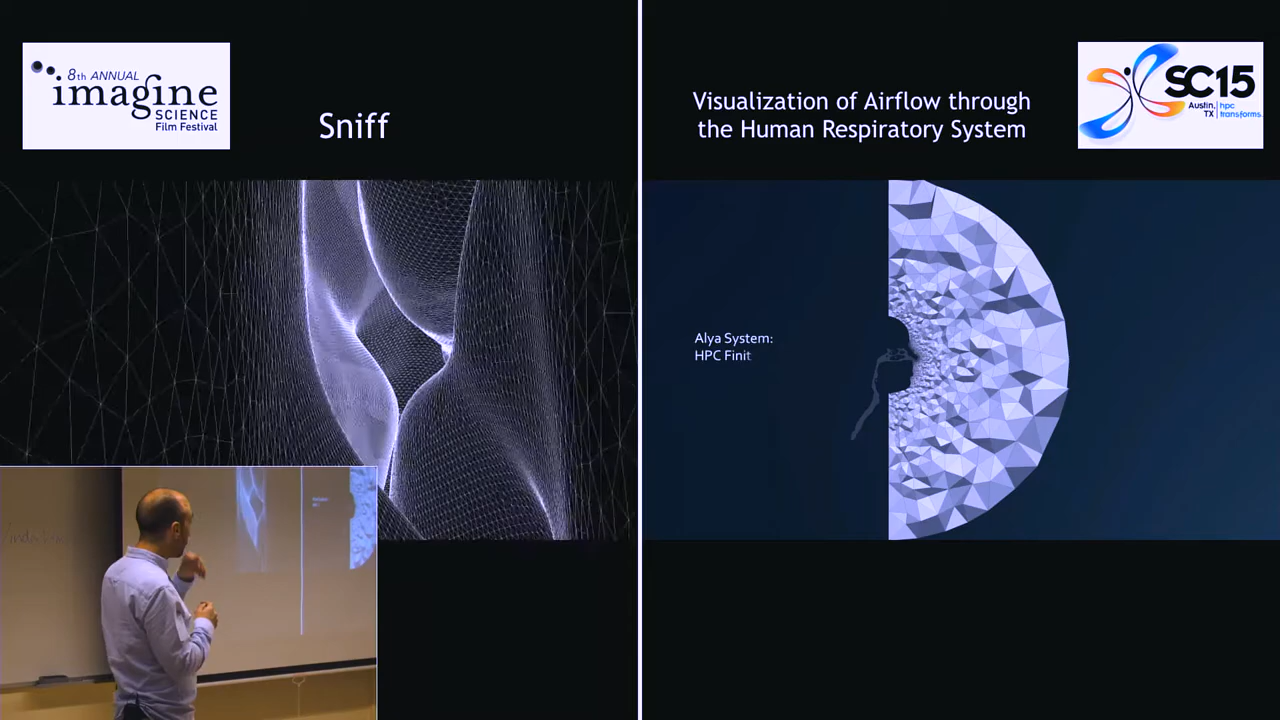 8th ANNUAL
imagine
SCIENCE
Film Festival
Sniff
Visualization of Airflow through
the Human Respiratory System
SC15
Austin, TX
hpc transforms.
Alya System:
HPC Finit